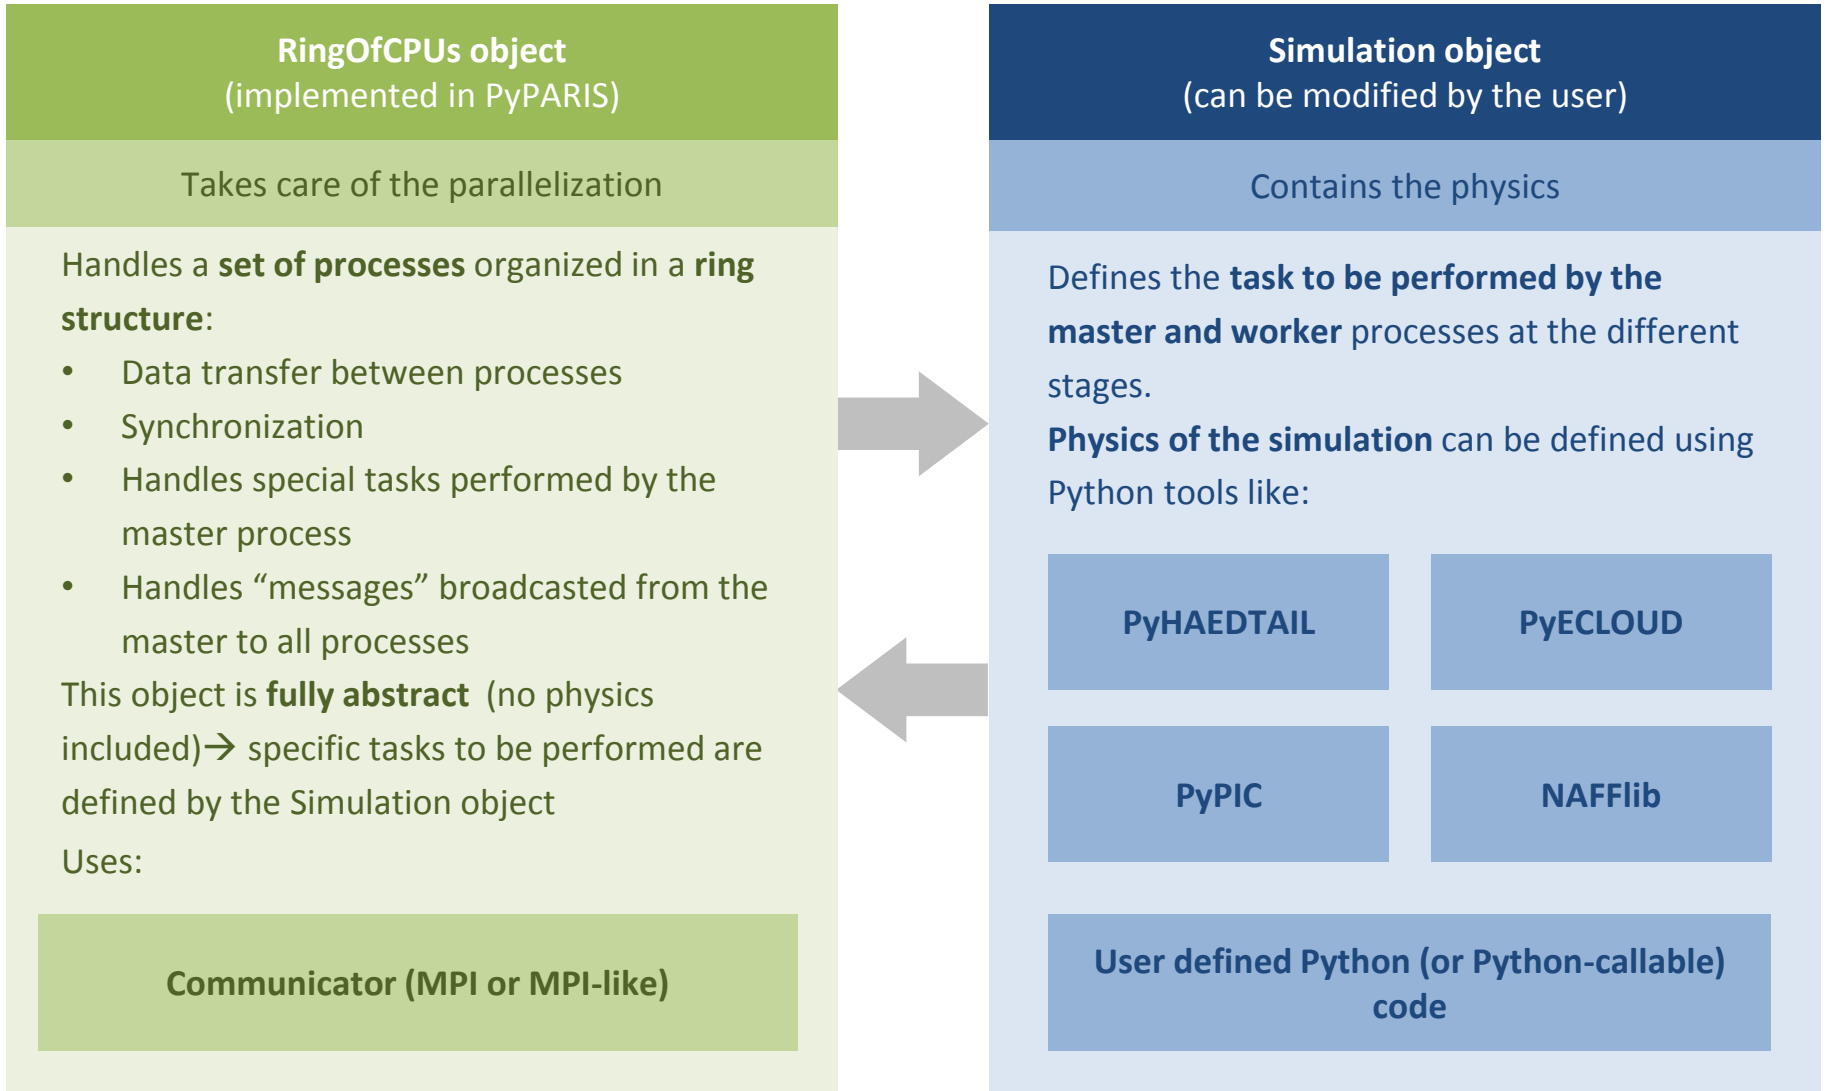 RingOfCPUs object
(implemented in PyPARIS)
Takes care of the parallelization
Handles a set of processes organized in a ring
structure:
• Data transfer between processes
• Synchronization
• Handles special tasks performed by the
master process
• Handles “messages” broadcasted from the
master to all processes
This object is fully abstract (no physics
included)→ specific tasks to be performed are
defined by the Simulation object
Uses:
Communicator (MPI or MPI-like)
Simulation object
(can be modified by the user)
Contains the physics
Defines the task to be performed by the
master and worker processes at the different
stages.
Physics of the simulation can be defined using
Python tools like:
PyHAEDTAIL
PyECLOUD
PyPIC
NAFFlib
User defined Python (or Python-callable)
code